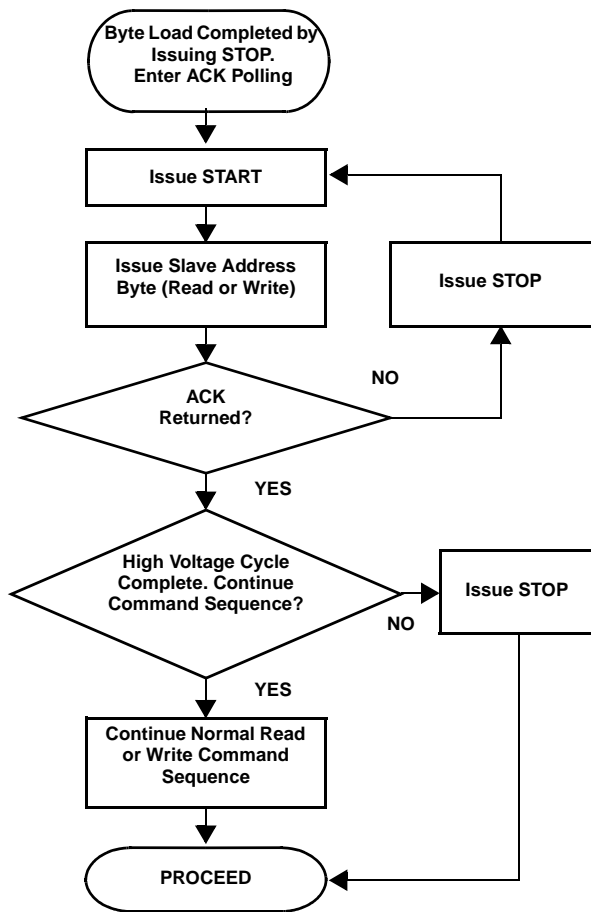 Byte Load Completed by
Issuing STOP.
Enter ACK Polling
Issue START
Issue Slave Address
Byte (Read or Write)
Issue STOP
ACK
Returned?
NO
YES
High Voltage Cycle
Complete. Continue
Command Sequence?
Issue STOP
NO
YES
Continue Normal Read
or Write Command
Sequence
PROCEED